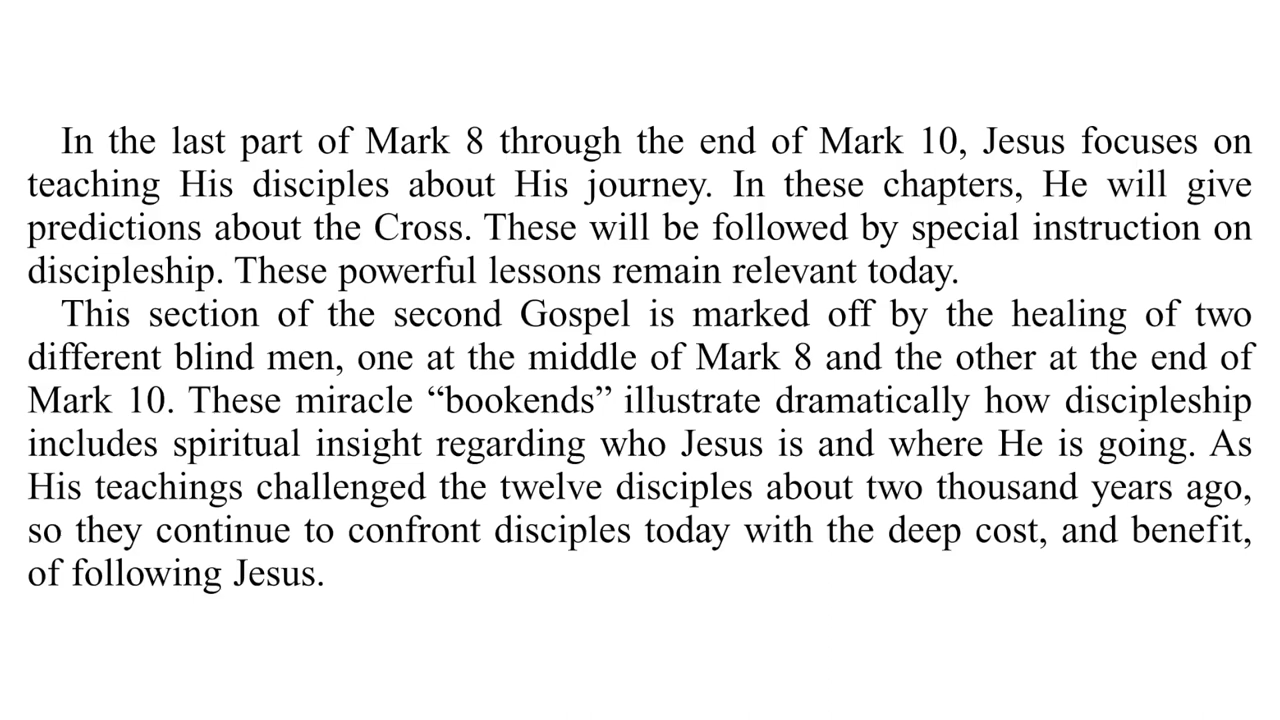 In the last part of Mark 8 through the end of Mark 10, Jesus focuses on
teaching His disciples about His journey. In these chapters, He will give
predictions about the Cross. These will be followed by special instruction on
discipleship. These powerful lessons remain relevant today.
This section of the second Gospel is marked off by the healing of two
different blind men, one at the middle of Mark 8 and the other at the end of
Mark 10. These miracle “bookends” illustrate dramatically how discipleship
includes spiritual insight regarding who Jesus is and where He is going. As
His teachings challenged the twelve disciples about two thousand years ago,
so they continue to confront disciples today with the deep cost, and benefit,
of following Jesus.